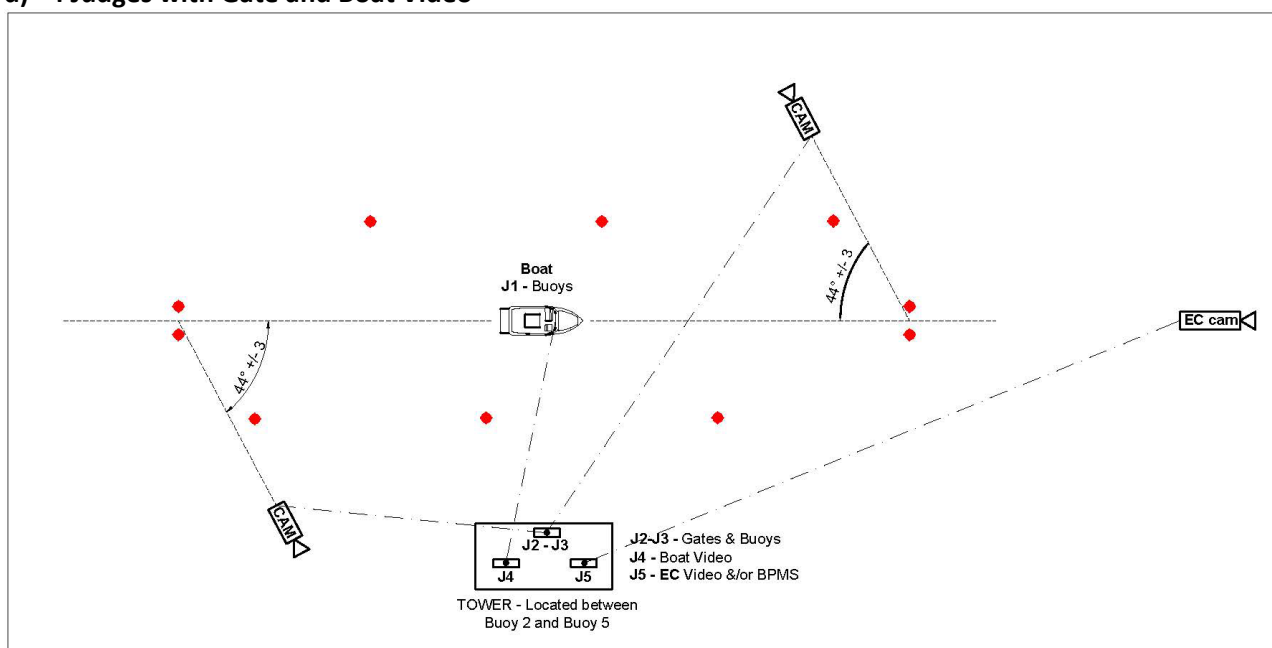 4 Judges with Gate and Boat Video
CAM
44° +/- 3
Boat
J1 - Buoys
EC cam
44° +/- 3
CAM
J2 - J3
J4
J5
J2-J3 - Gates & Buoys
J4 - Boat Video
J5 - EC Video &/or BPMS
TOWER - Located between
Buoy 2 and Buoy 5